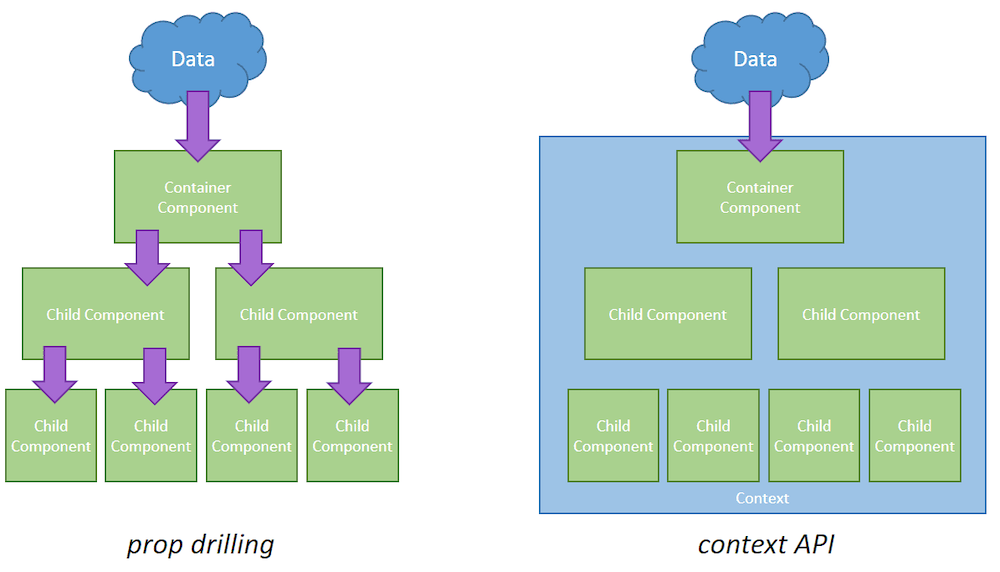 Data
Container
Component
Child Component
Child Component
Child
Component
Child
Component
Child
Component
Child
Component
prop drilling
Data
Container
Component
Child Component
Child Component
Child
Component
Child
Component
Child
Component
Child
Component
Context
context API